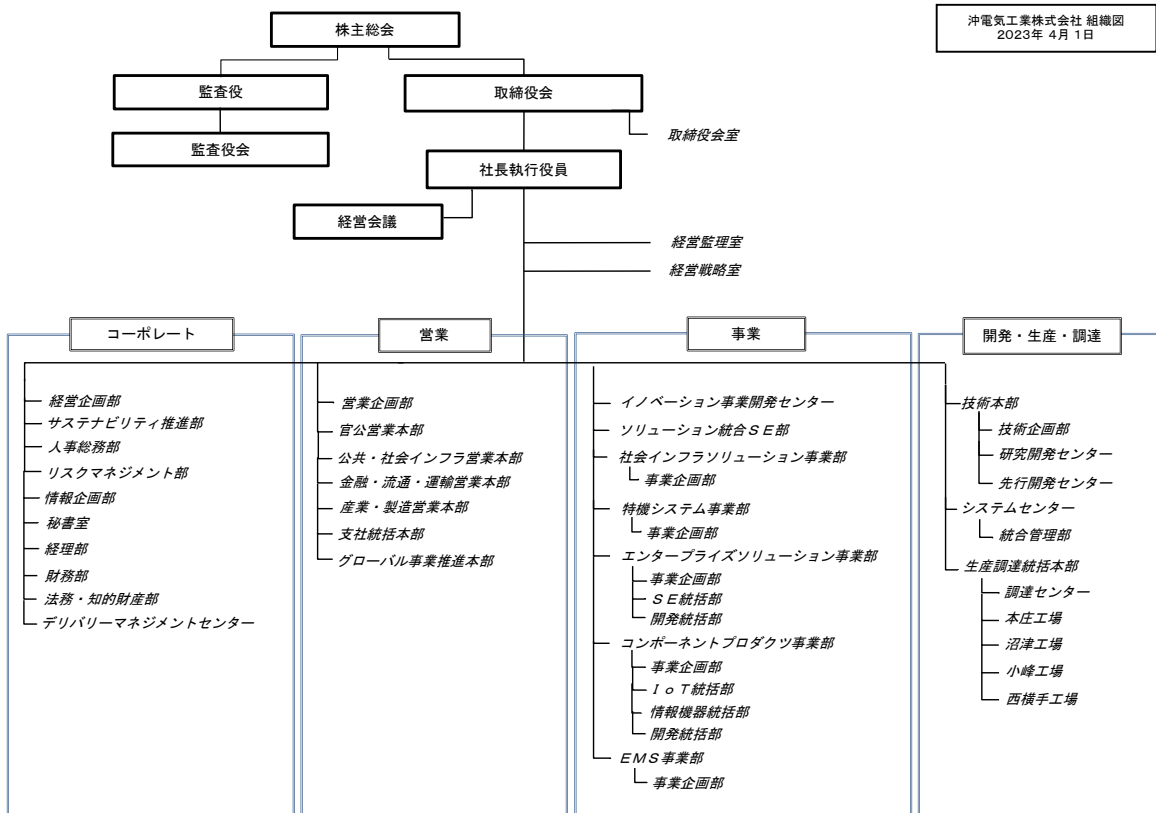 沖電気工業株式会社 組織図
2023年 4月 1日
株主総会
監査役
取締役会
取締役会室
監査役会
社長執行役員
経営会議
経営監理室
経営戦略室
コーポレート
経営企画部
サステナビリティ推進部
人事総務部
リスクマネジメント部
情報企画部
秘書室
経理部
財務部
法務・知的財産部
デリバリーマネジメントセンター
営業
営業企画部
官公営業本部
公共・社会インフラ営業本部
金融・流通・運輸営業本部
産業・製造営業本部
支社統括本部
グローバル事業推進本部
事業
イノベーション事業開発センター
ソリューション統合SE部
社会インフラソリューション事業部
事業企画部
特機システム事業部
事業企画部
エンタープライズソリューション事業部
事業企画部
SE統括部
開発統括部
コンポーネントプロダクツ事業部
事業企画部
IoT統括部
情報機器統括部
開発統括部
EMS事業部
事業企画部
開発・生産・調達
技術本部
技術企画部
研究開発センター
先行開発センター
システムセンター
統合管理部
生産調達統括本部
調達センター
本庄工場
沼津工場
小峰工場
西横手工場